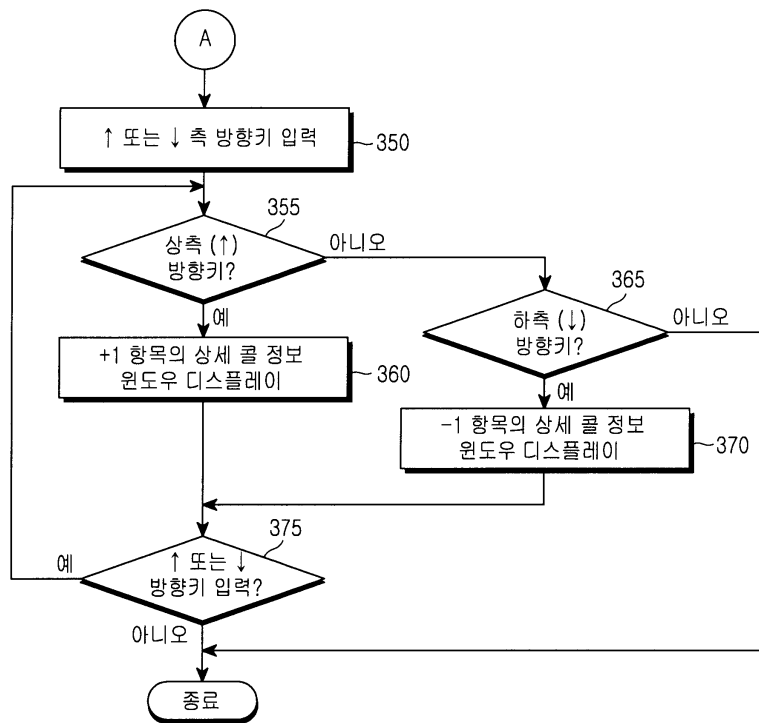 A
↑ 또는 ↓ 측 방향키 입력
350
355
상측 (↑)
방향키?
아니오
예
365
하측 (↓)
방향키?
아니오
예
+1 항목의 상세 콜 정보
윈도우 디스플레이
360
-1 항목의 상세 콜 정보
윈도우 디스플레이
370
375
↑ 또는 ↓
방향키 입력?
예
아니오
종료